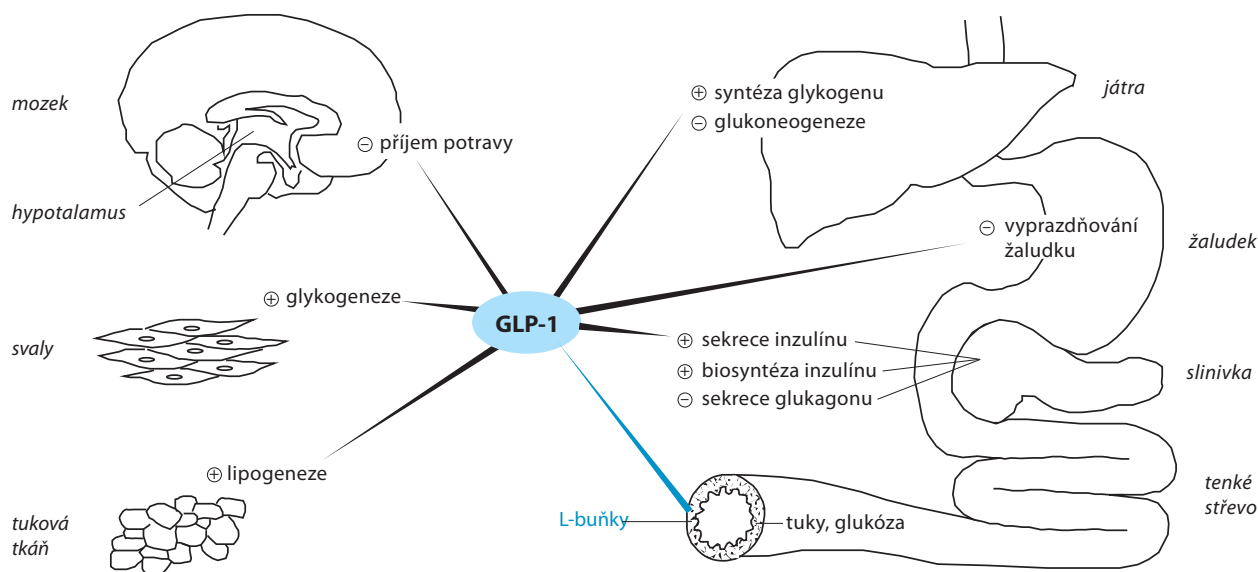 mozek
⊖ příjem potravy
hypotalamus
⊕ syntéza glykogenu
⊖ glukoneogeneze
játra
⊖ vyprazdňování
žaludku
žaludek
⊕ glykogeneze
svaly
GLP-1
⊕ sekrece inzulínu
⊕ biosyntéza inzulínu
⊖ sekrece glukagonu
slinivka
⊕ lipogeneze
tuková
tkáň
L-buňky
tuky, glukóza
tenké
střevo